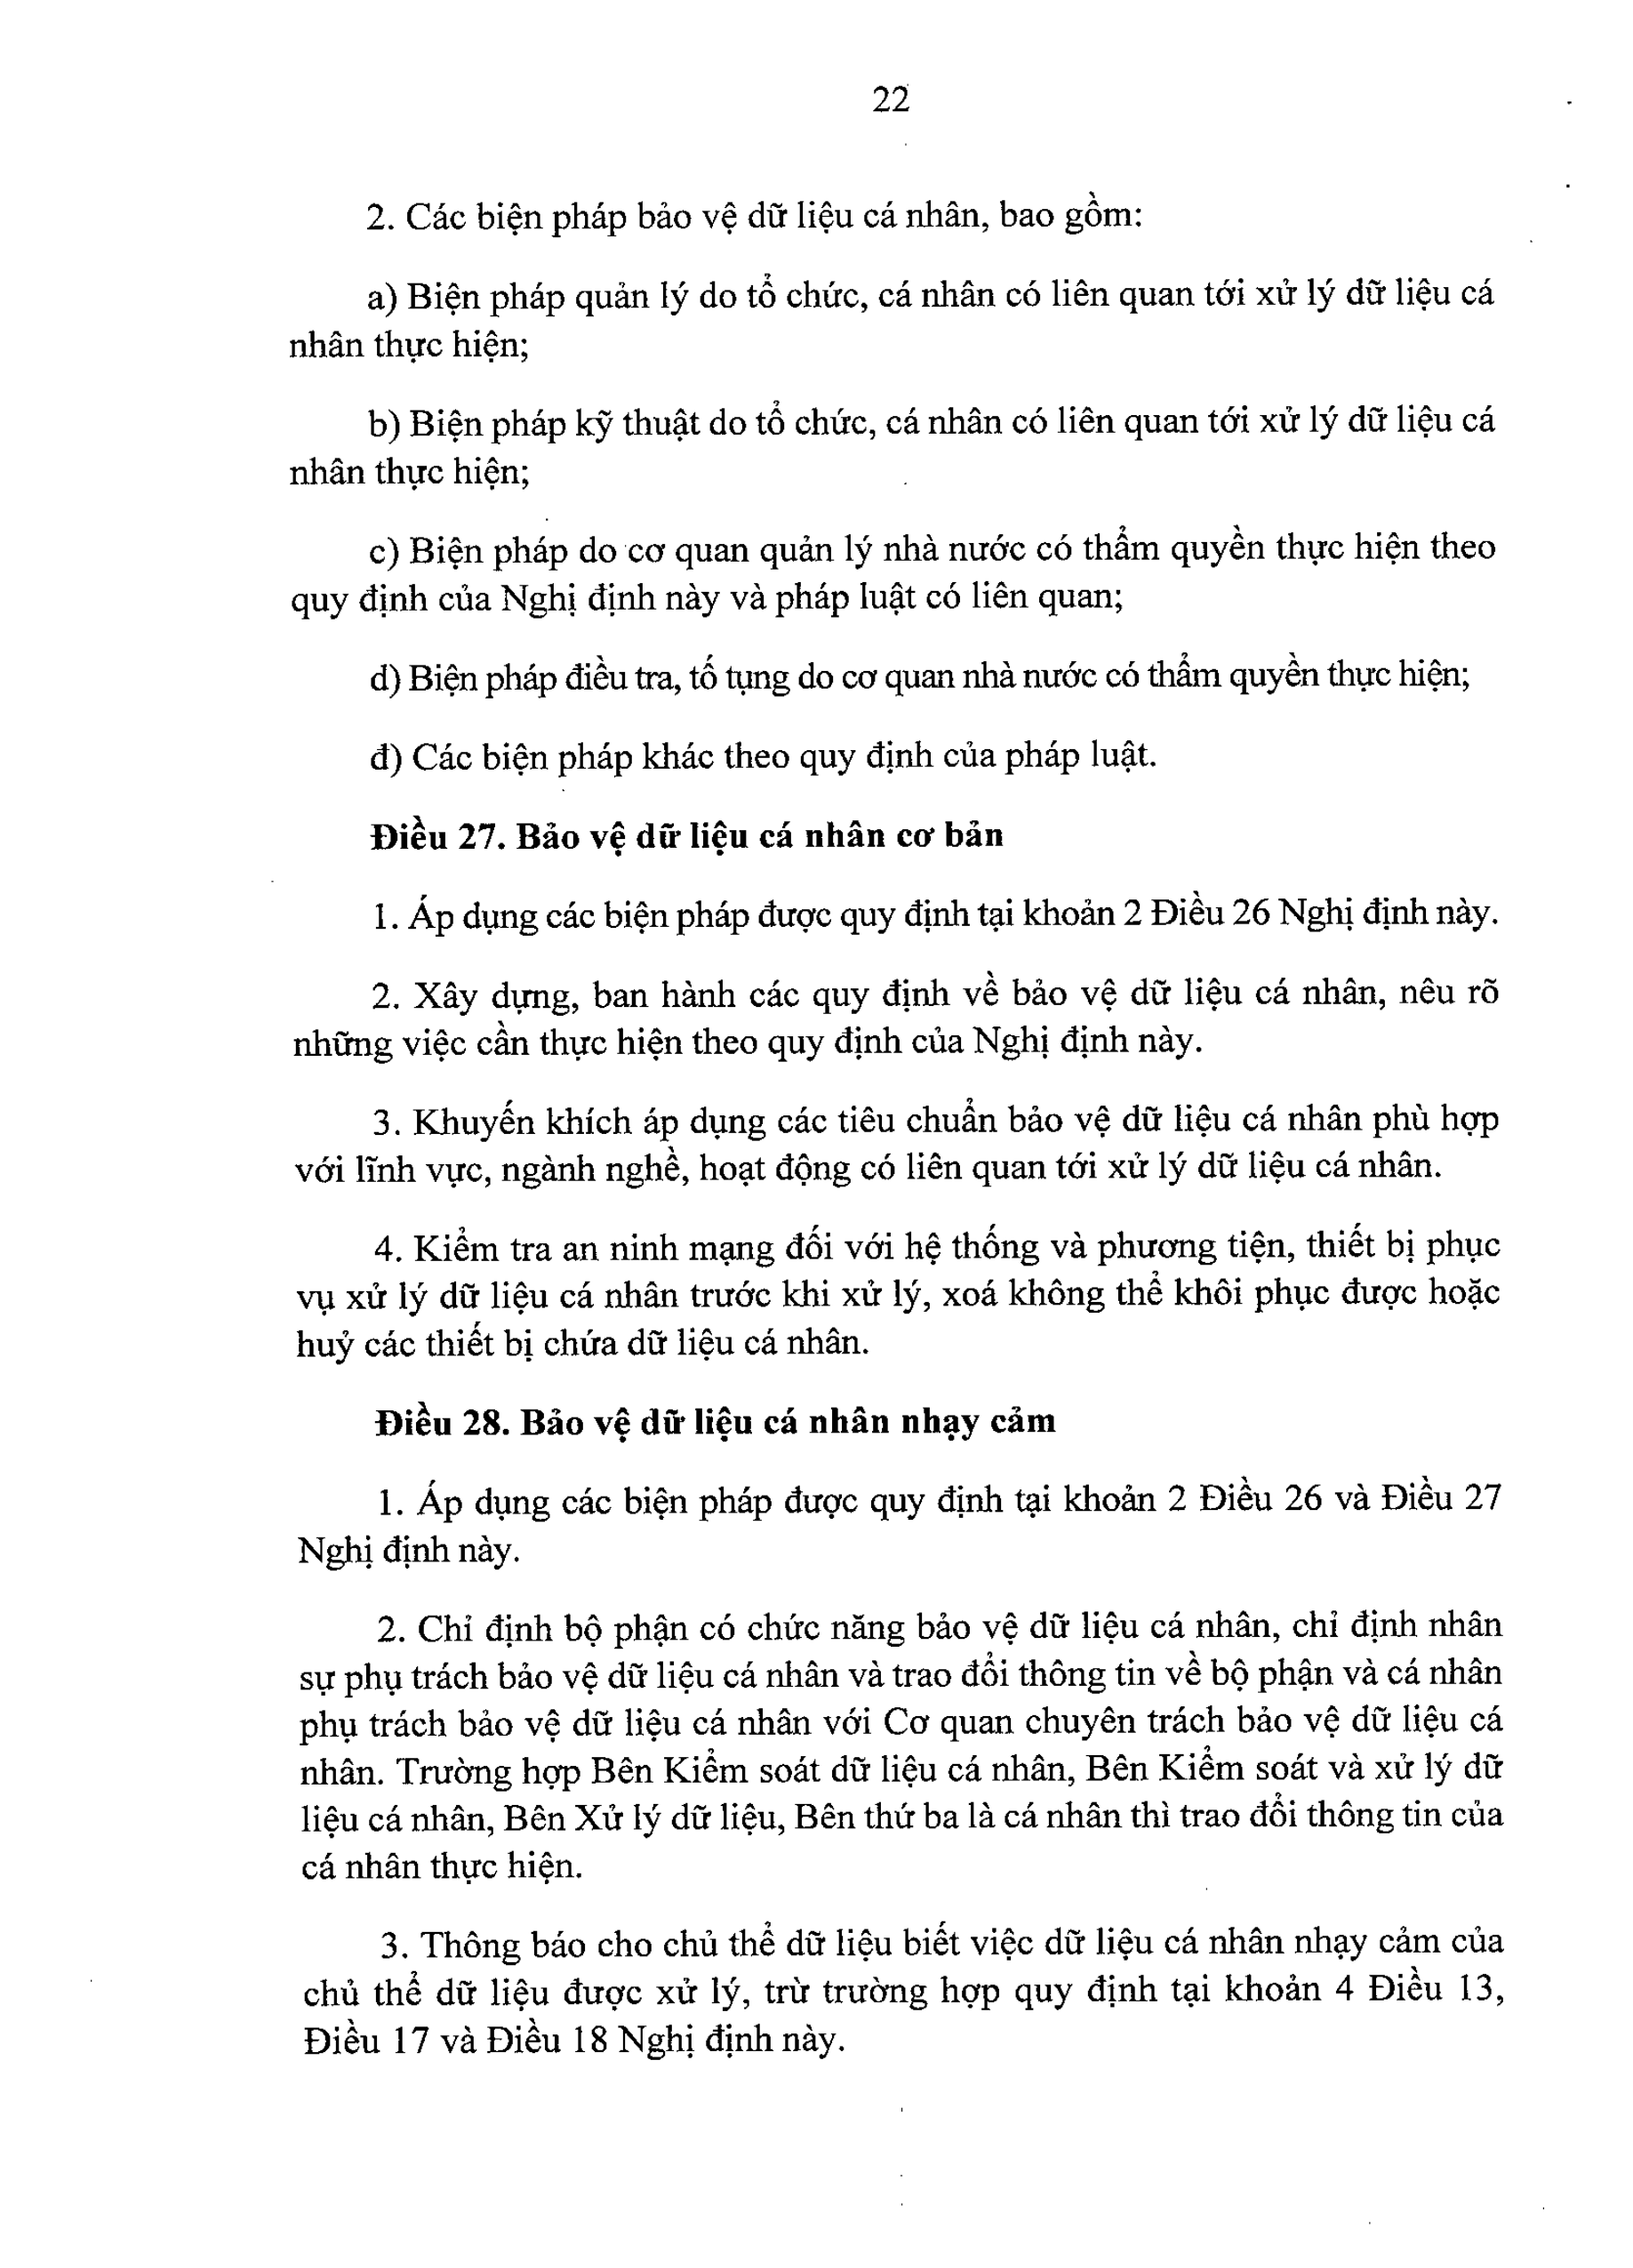 22
2. Các biện pháp bảo vệ dữ liệu cá nhân, bao gồm:
a) Biện pháp quản lý do tổ chức, cá nhân có liên quan tới xử lý dữ liệu cá
nhân thực hiện;
b) Biện pháp kỹ thuật do tổ chức, cá nhân có liên quan tới xử lý dữ liệu cá
nhân thực hiện;
c) Biện pháp do cơ quan quản lý nhà nước có thẩm quyền thực hiện theo
quy định của Nghị định này và pháp luật có liên quan;
d) Biện pháp điều tra, tố tụng do cơ quan nhà nước có thẩm quyền thực hiện;
đ) Các biện pháp khác theo quy định của pháp luật.
Điều 27. Bảo vệ dữ liệu cá nhân cơ bản
1. Áp dụng các biện pháp được quy định tại khoản 2 Điều 26 Nghị định này.
2. Xây dựng, ban hành các quy định về bảo vệ dữ liệu cá nhân, nêu rõ
những việc cần thực hiện theo quy định của Nghị định này.
3. Khuyến khích áp dụng các tiêu chuẩn bảo vệ dữ liệu cá nhân phù hợp
với lĩnh vực, ngành nghề, hoạt động có liên quan tới xử lý dữ liệu cá nhân.
4. Kiểm tra an ninh mạng đối với hệ thống và phương tiện, thiết bị phục
vụ xử lý dữ liệu cá nhân trước khi xử lý, xoá không thể khôi phục được hoặc
huỷ các thiết bị chứa dữ liệu cá nhân.
Điều 28. Bảo vệ dữ liệu cá nhân nhạy cảm
1. Áp dụng các biện pháp được quy định tại khoản 2 Điều 26 và Điều 27
Nghị định này.
2. Chỉ định bộ phận có chức năng bảo vệ dữ liệu cá nhân, chỉ định nhân
sự phụ trách bảo vệ dữ liệu cá nhân và trao đổi thông tin về bộ phận và cá nhân
phụ trách bảo vệ dữ liệu cá nhân với Cơ quan chuyên trách bảo vệ dữ liệu cá
nhân. Trường hợp Bên Kiểm soát dữ liệu cá nhân, Bên Kiểm soát và xử lý dữ
liệu cá nhân, Bên Xử lý dữ liệu, Bên thứ ba là cá nhân thì trao đổi thông tin của
cá nhân thực hiện.
3. Thông báo cho chủ thể dữ liệu biết việc dữ liệu cá nhân nhạy cảm của
chủ thể dữ liệu được xử lý, trừ trường hợp quy định tại khoản 4 Điều 13,
Điều 17 và Điều 18 Nghị định này.